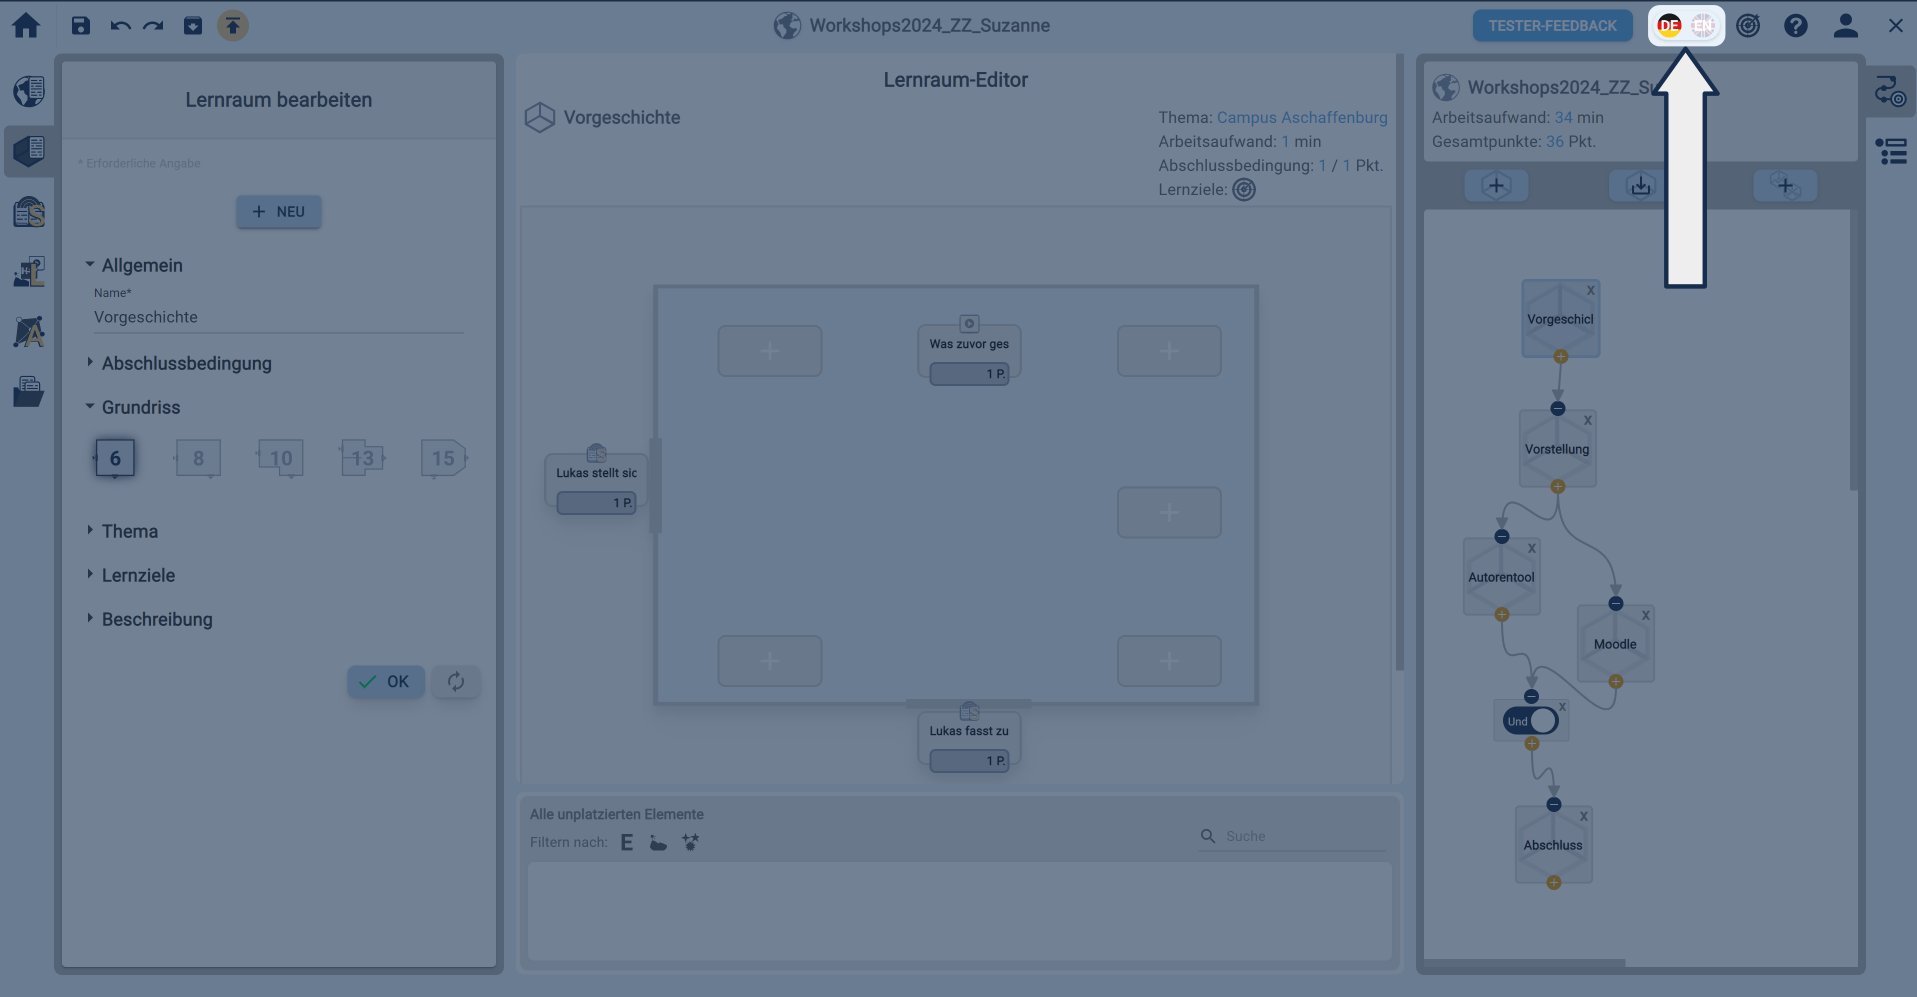 Workshops2024_ZZ_Suzanne
TESTER-FEEDBACK
DE
EN
Lernraum bearbeiten
* Erforderliche Angabe
NEU
Allgemein
Name*
Vorgeschichte
Abschlussbedingung
Grundriss
6
8
10
13
15
Thema
Lernziele
Beschreibung
OK
Lernraum-Editor
Vorgeschichte
Thema: Campus Aschaffenburg
Arbeitsaufwand: 1 min
Abschlussbedingung: 1 / 1 Pkt.
Lernziele:
Was zuvor ges
1 P.
Lukas stellt sic
1 P.
Lukas fasst zu
1 P.
Alle unplatzierten Elemente
Filtern nach: E
Suche
Workshops2024_ZZ_Su
Arbeitsaufwand: 34 min
Gesamtpunkte: 36 Pkt.
X
Vorgeschicl
X
Vorstellung
X
Autorentool
X
Moodle
X
Und
X
Abschluss